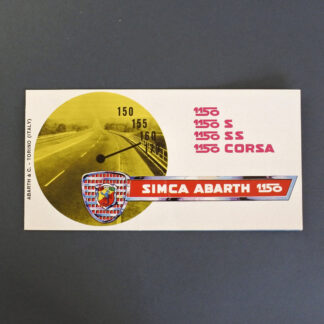 150
155
160
1150
1150 S
1150 SS
1150 CORSA
SIMCA ABARTH 1150
ABARTH & C. - TORINO (ITALY)